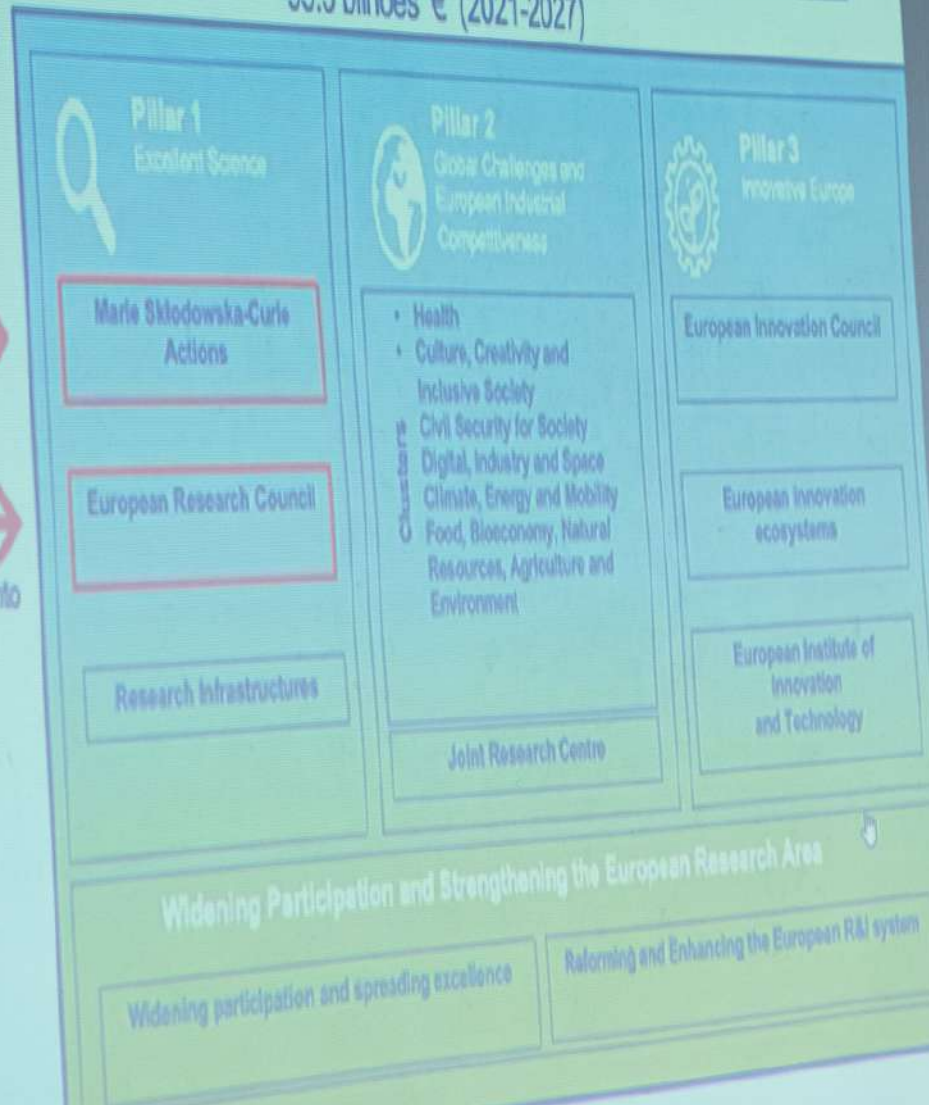 bilhões € (2021-2027)
Pillar 1
Excellent Science
Pillar 2
Global Challenges and
European Industrial
Competitiveness
Pillar 3
Innovative Europe
Marie Skłodowska-Curie
Actions
European Research Council
Research Infrastructures
Clusters
• Health
• Culture, Creativity and
Inclusive Society
Civil Security for Society
Digital, Industry and Space
Climate, Energy and Mobility
Food, Bioeconomy, Natural
Resources, Agriculture and
Environment
Joint Research Centre
European Innovation Council
European innovation
ecosystems
European Institute of
Innovation
and Technology
Widening Participation and Strengthening the European Research Area
Widening participation and spreading excellence
Reforming and Enhancing the European R&I system